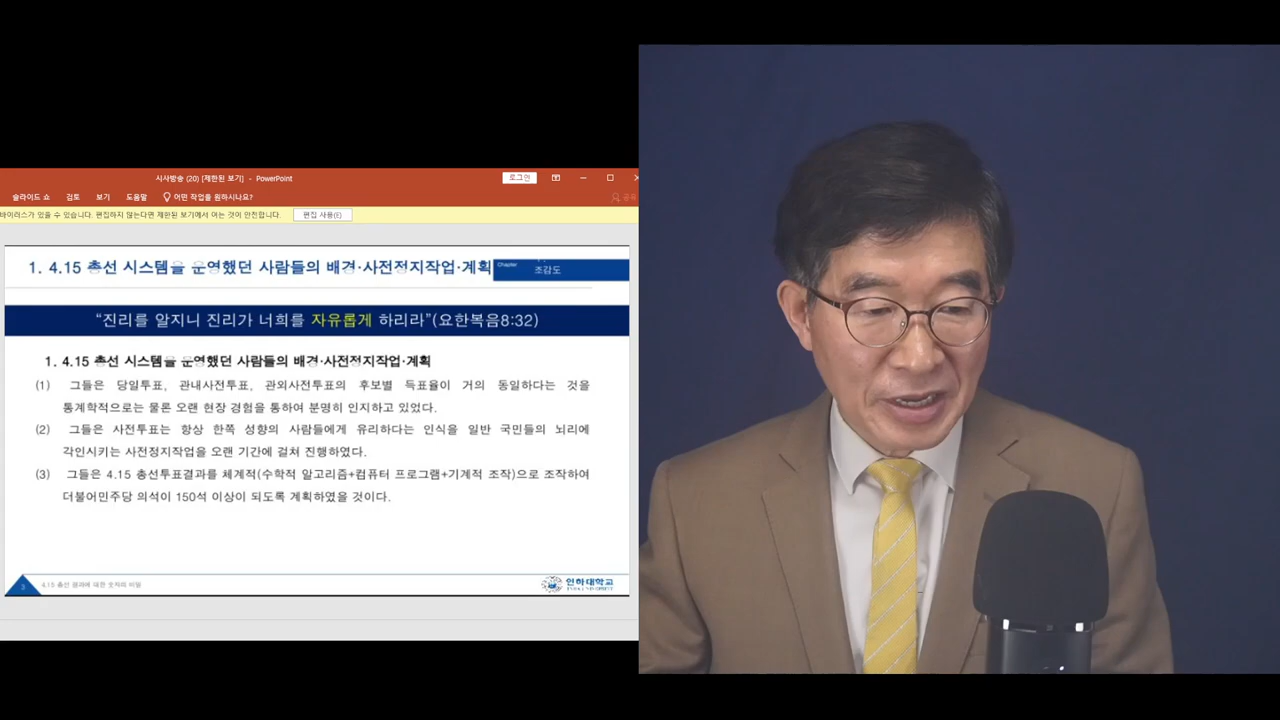 시사방송 (20) [제한된 보기] - PowerPoint
로그인
슬라이드 쇼 검토 보기 도움말 어떤 작업을 원하시나요? 공유
바이러스가 있을 수 있습니다. 편집하지 않는다면 제한된 보기에서 여는 것이 안전합니다. 편집 사용(E)
1. 4.15 총선 시스템을 운영했던 사람들의 배경·사전정지작업·계획
Chapter
조감도
“진리를 알지니 진리가 너희를 자유롭게 하리라”(요한복음8:32)
1. 4.15 총선 시스템을 운영했던 사람들의 배경·사전정지작업·계획
(1) 그들은 당일투표, 관내사전투표, 관외사전투표의 후보별 득표율이 거의 동일하다는 것을
통계학적으로는 물론 오랜 현장 경험을 통하여 분명히 인지하고 있었다.
(2) 그들은 사전투표는 항상 한쪽 성향의 사람들에게 유리하다는 인식을 일반 국민들의 뇌리에
각인시키는 사전정지작업을 오랜 기간에 걸쳐 진행하였다.
(3) 그들은 4.15 총선투표결과를 체계적(수학적 알고리즘+컴퓨터 프로그램+기계적 조작)으로 조작하여
더불어민주당 의석이 150석 이상이 되도록 계획하였을 것이다.
3
4.15 총선 결과에 대한
인하대학교